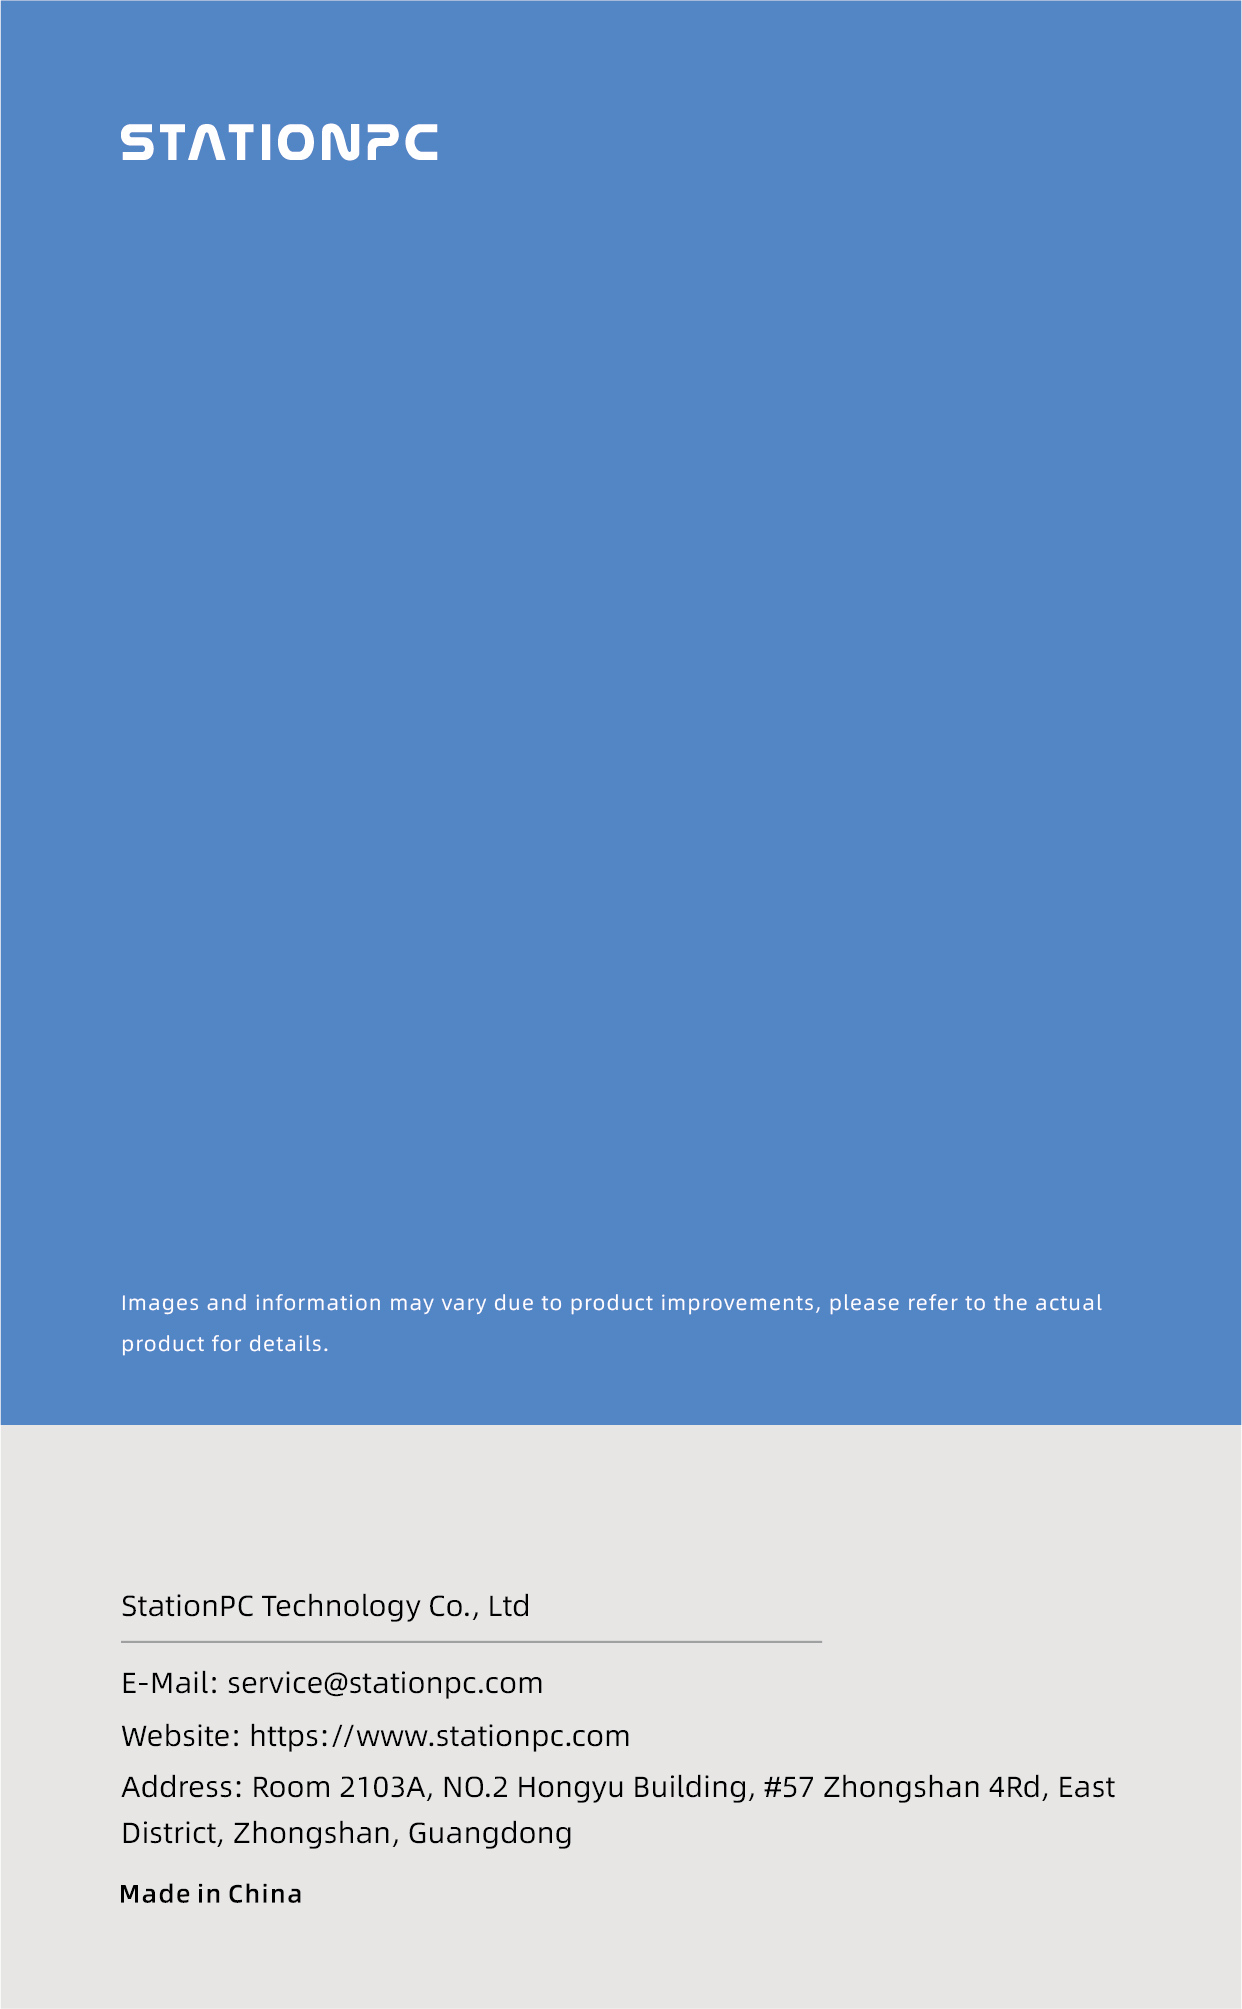 STATIONPC
Images and information may vary due to product improvements, please refer to the actual
product for details.
StationPC Technology Co., Ltd
E-Mail: service@stationpc.com
Website: https://www.stationpc.com
Address: Room 2103A, NO.2 Hongyu Building, #57 Zhongshan 4Rd, East
District, Zhongshan, Guangdong
Made in China